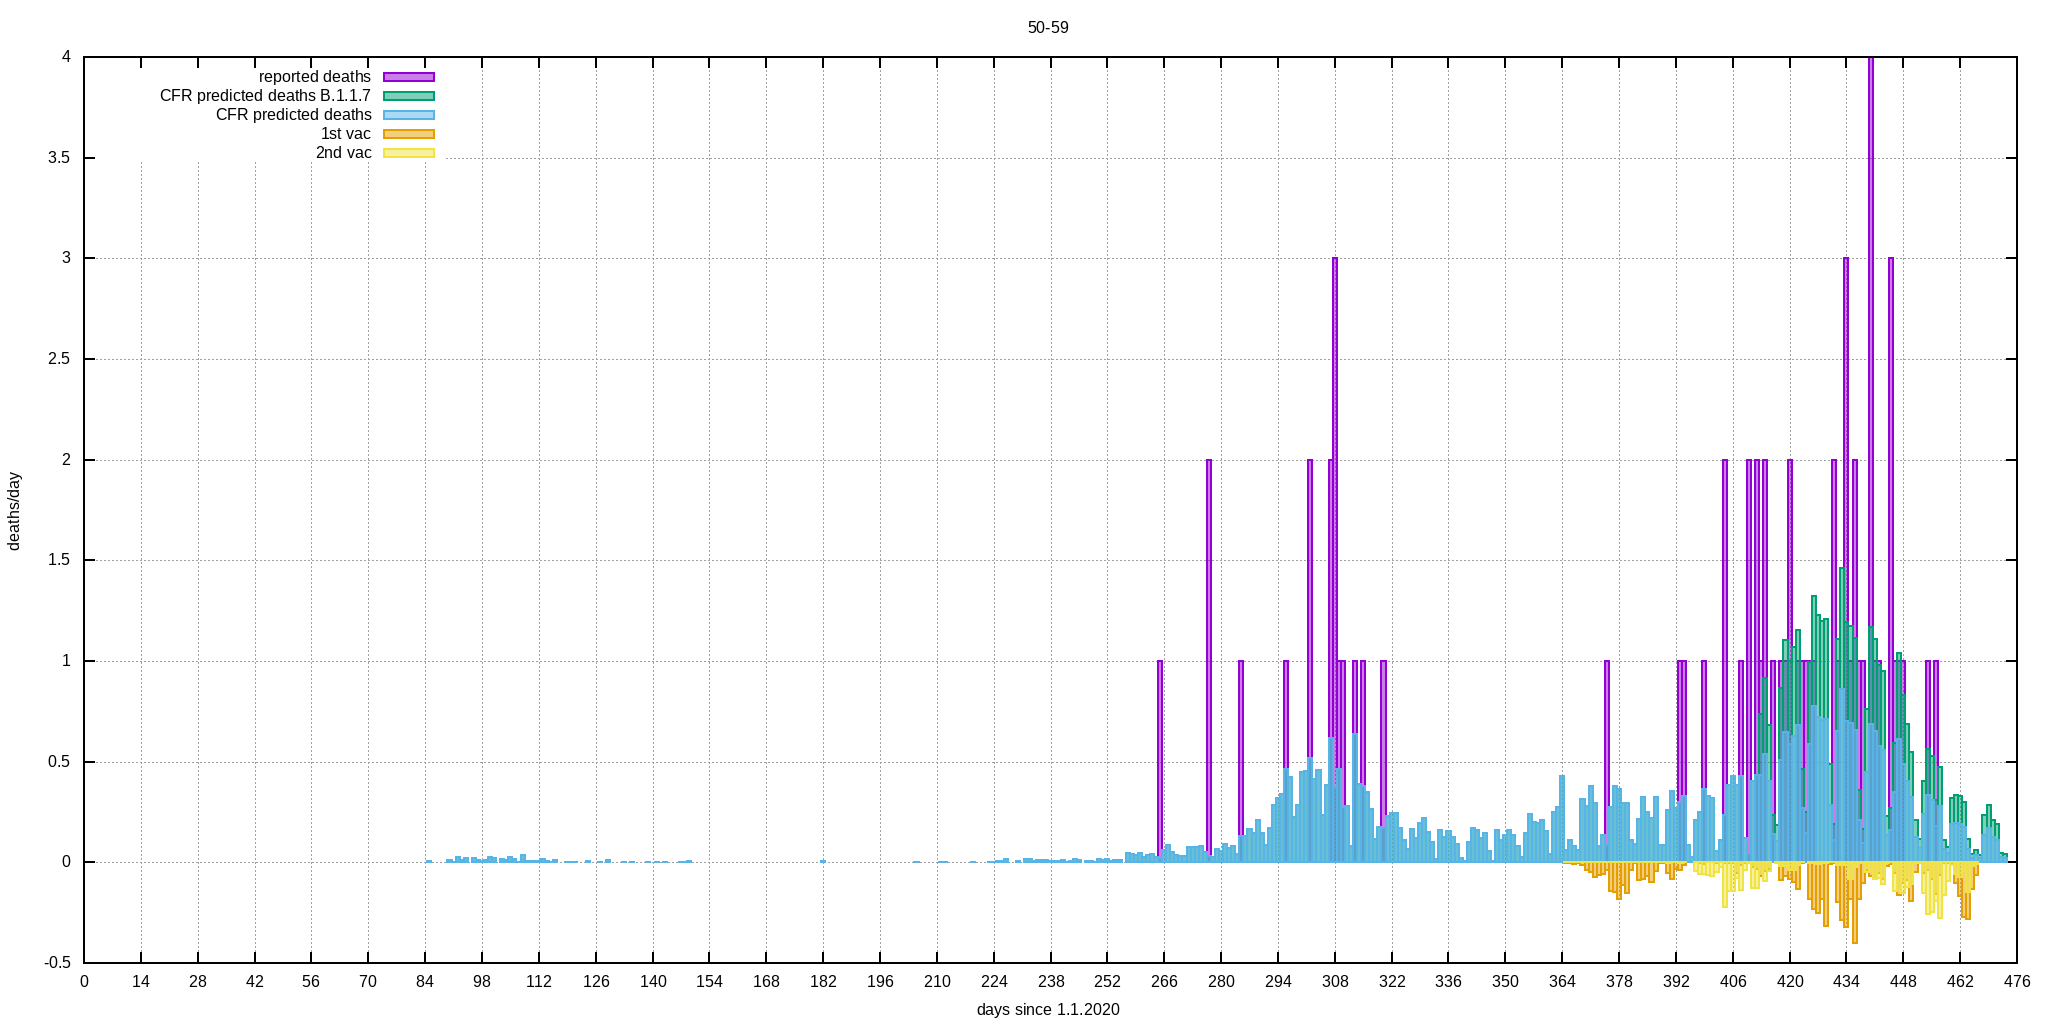 50-59
reported deaths
CFR predicted deaths B.1.1.7
CFR predicted deaths
1st vac
2nd vac
4
3.5
3
2.5
2
1.5
1
0.5
0
-0.5
deaths/day
0 14 28 42 56 70 84 98 112 126 140 154 168 182 196 210 224 238 252 266 280 294 308 322 336 350 364 378 392 406 420 434 448 462 476
days since 1.1.2020